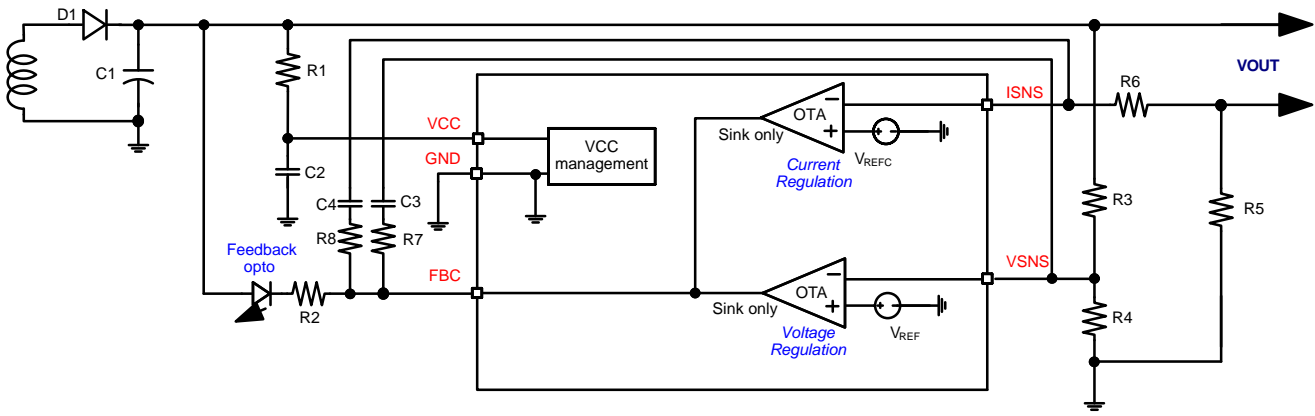 D1
C1
R1
VCC
GND
VCC
management
C2
C4
C3
R8
R7
Feedback
opto
FBC
R2
OTA
Sink only
Current
Regulation
VREFC
ISNS
R6
VOUT
R3
R5
OTA
Sink only
Voltage
Regulation
VREF
VSNS
R4